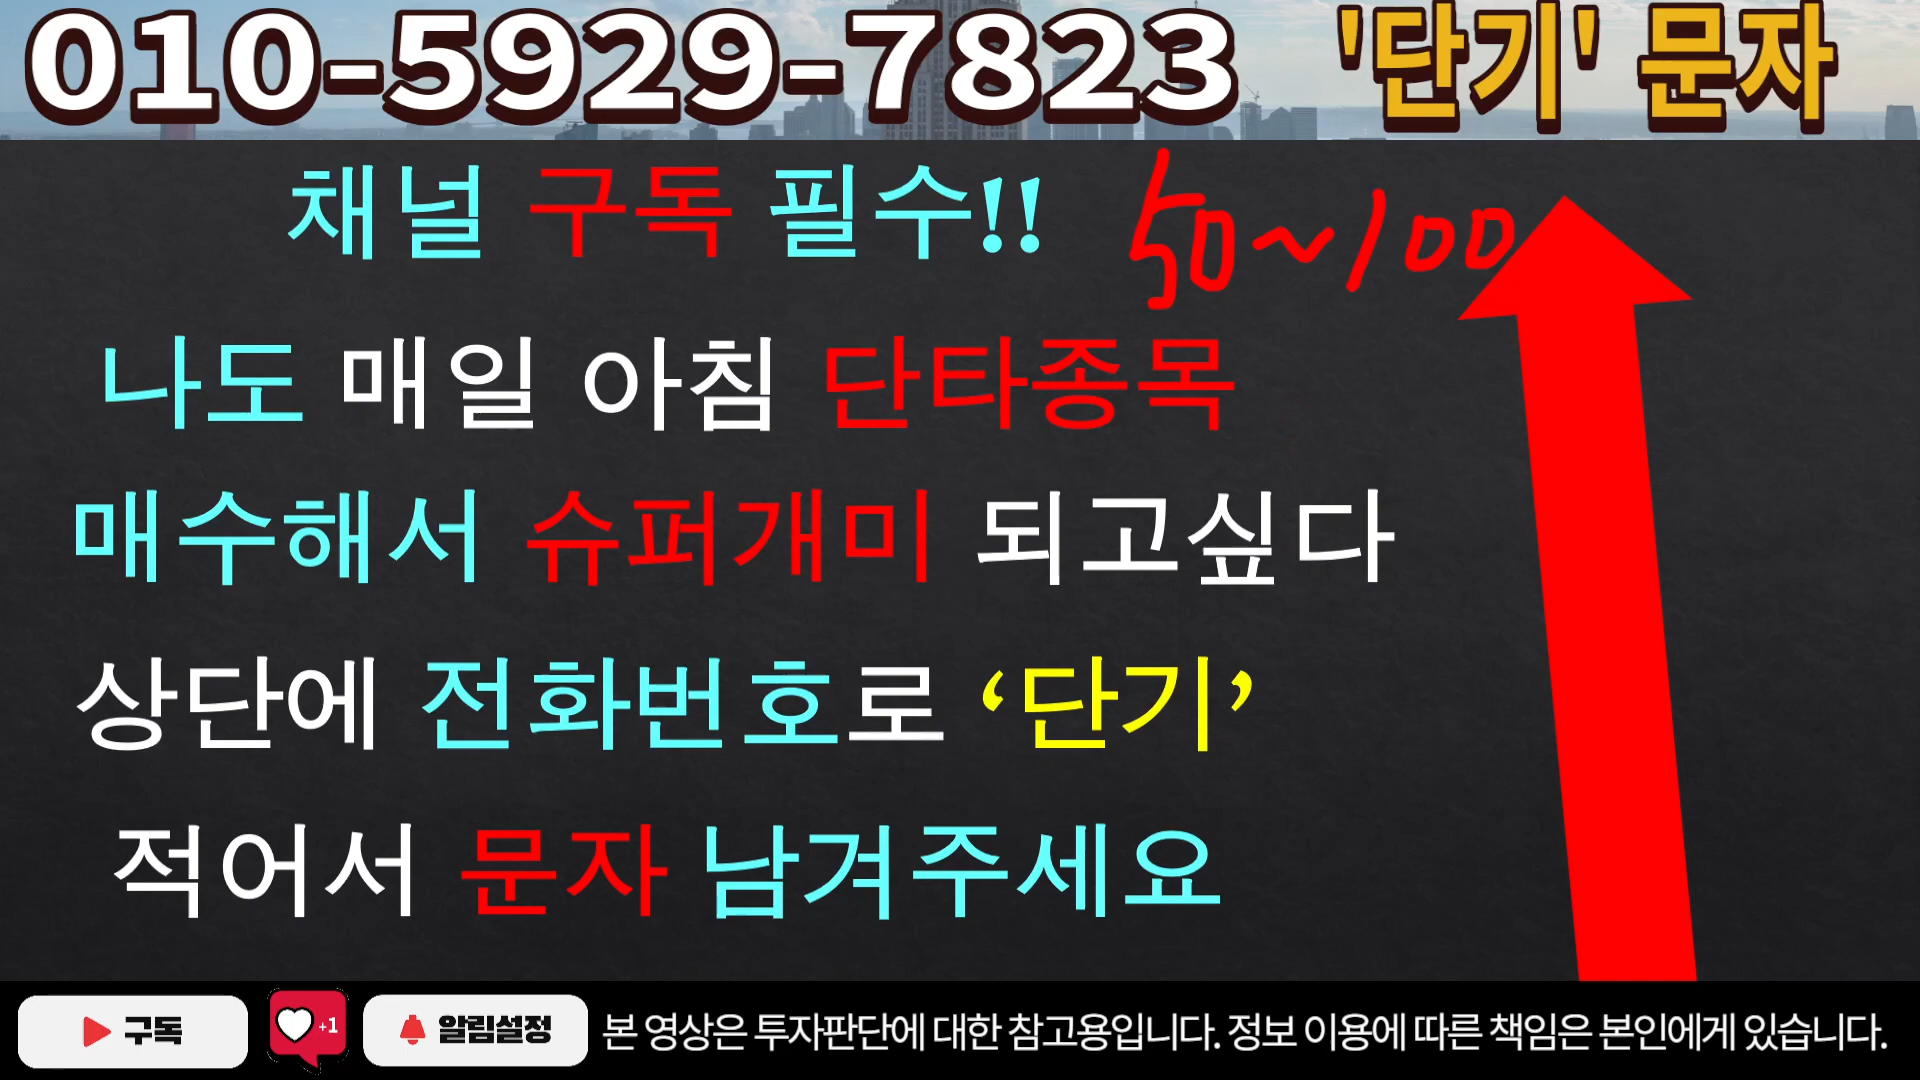 010-5929-7823 '단기' 문자
채널 구독 필수!! 50~100
나도 매일 아침 단타종목
매수해서 슈퍼개미 되고싶다
상단에 전화번호로 ‘단기’
적어서 문자 남겨주세요
구독 +1 알림설정 본 영상은 투자판단에 대한 참고용입니다. 정보 이용에 따른 책임은 본인에게 있습니다.